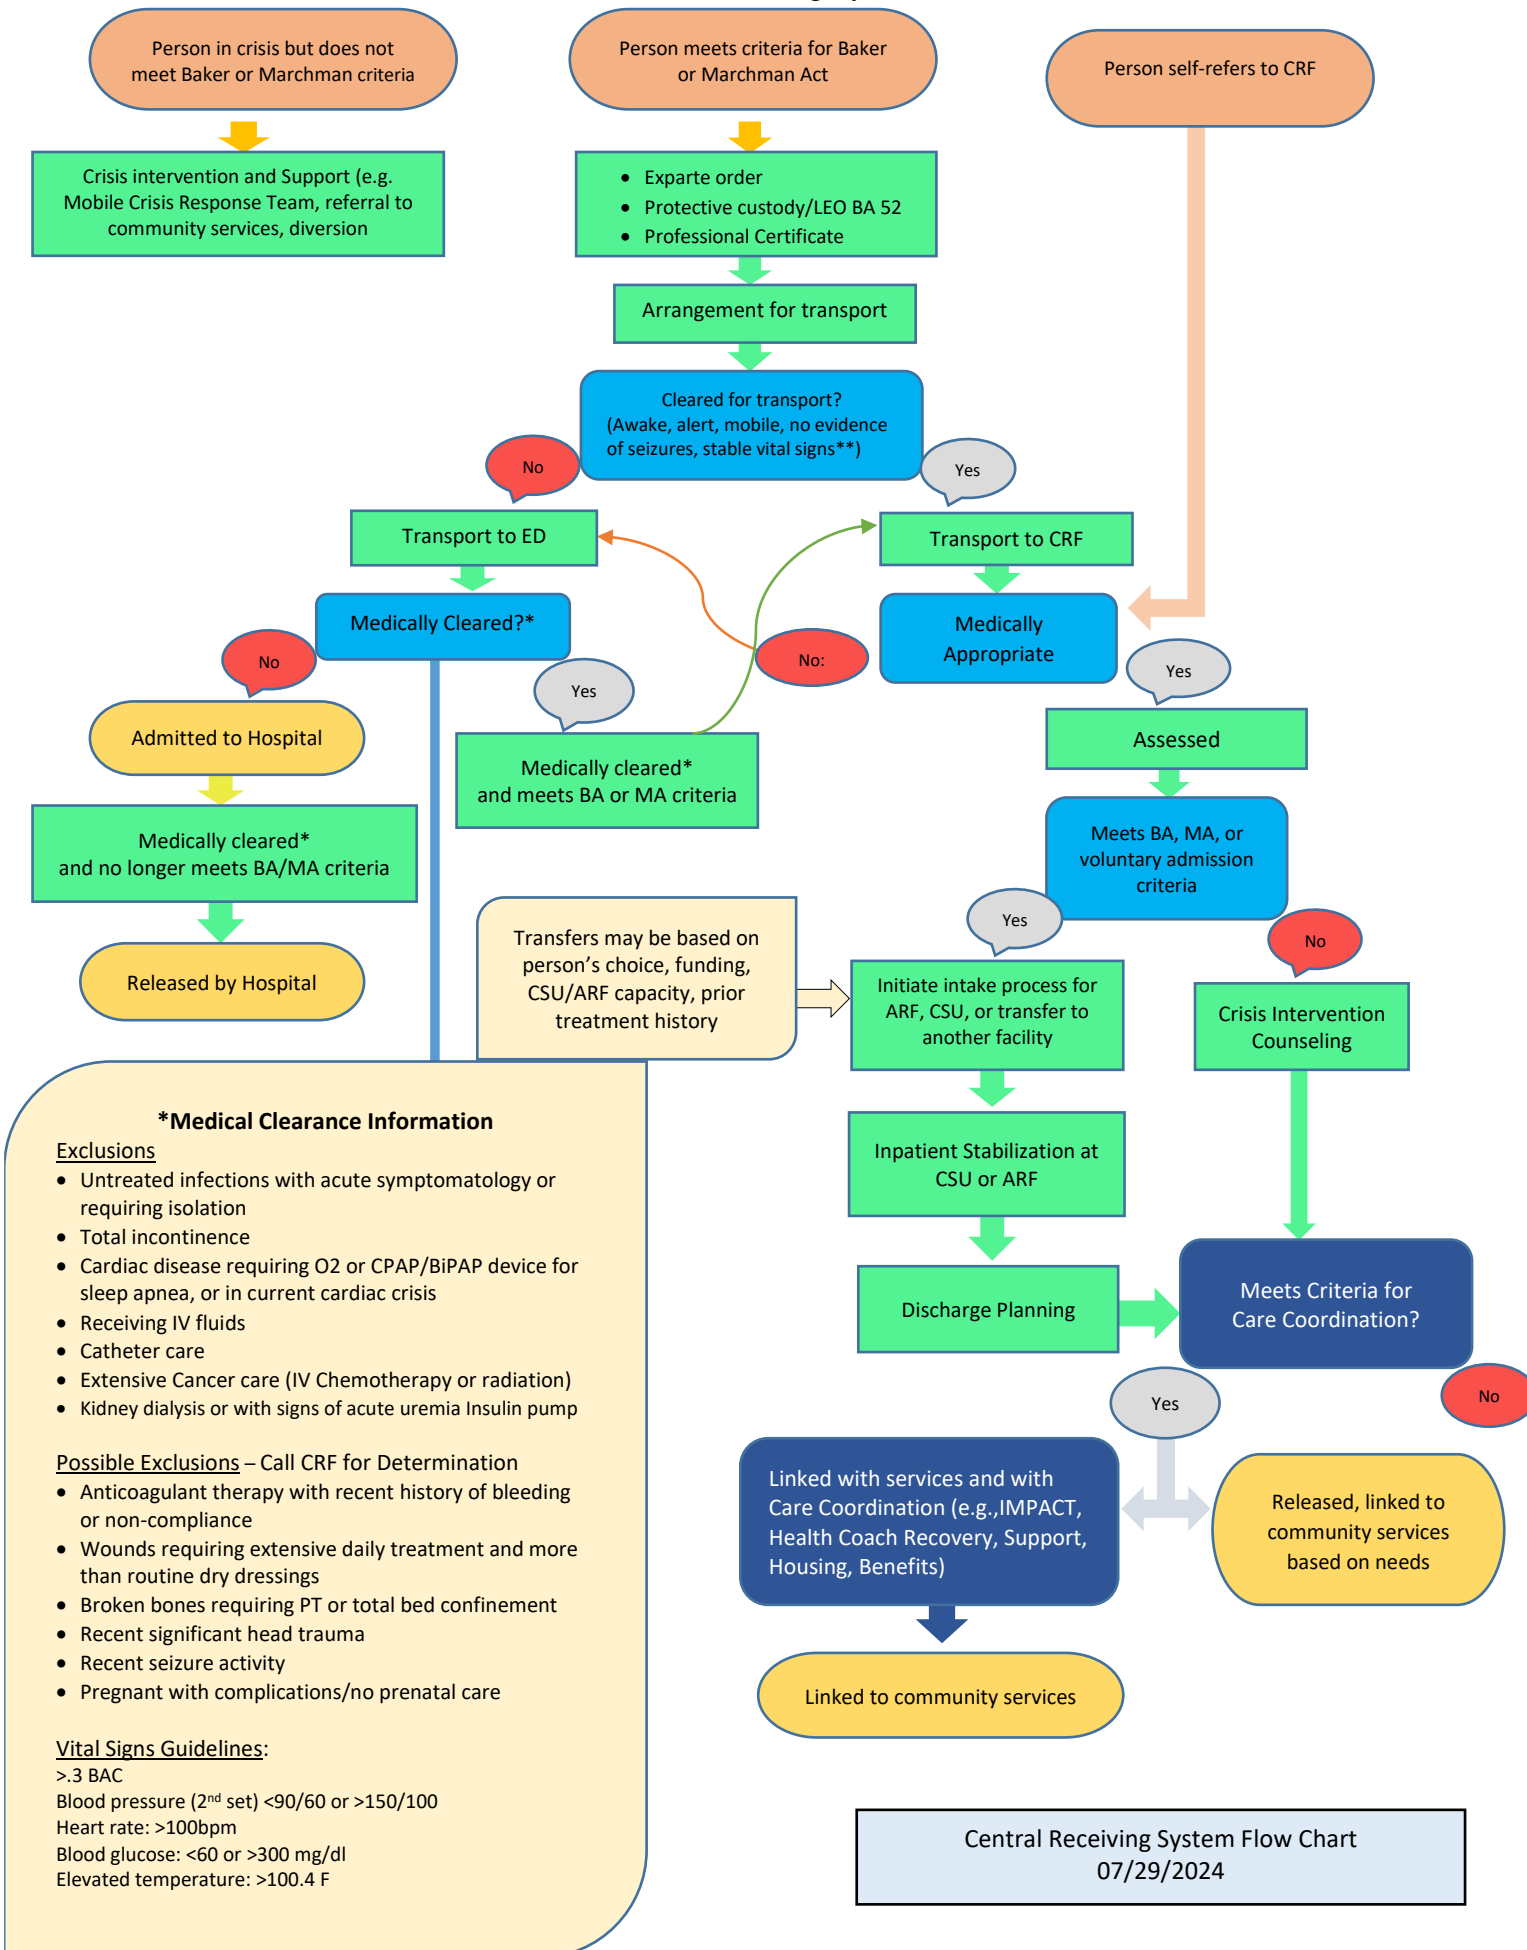 Person in crisis but does not
meet Baker or Marchman criteria
Person meets criteria for Baker
or Marchman Act
Person self-refers to CRF
Crisis intervention and Support (e.g.
Mobile Crisis Response Team, referral to
community services, diversion
• Exparte order
• Protective custody/LEO BA 52
• Professional Certificate
Arrangement for transport
Cleared for transport?
(Awake, alert, mobile, no evidence
of seizures, stable vital signs**)
No
Yes
Transport to ED
Transport to CRF
Medically Cleared?*
Medically
Appropriate
No
Yes
No:
Yes
Admitted to Hospital
Medically cleared*
and meets BA or MA criteria
Assessed
Medically cleared*
and no longer meets BA/MA criteria
Meets BA, MA, or
voluntary admission
criteria
Yes
No
Released by Hospital
Transfers may be based on
person’s choice, funding,
CSU/ARF capacity, prior
treatment history
Initiate intake process for
ARF, CSU, or transfer to
another facility
Crisis Intervention
Counseling
Inpatient Stabilization at
CSU or ARF
Discharge Planning
Meets Criteria for
Care Coordination?
Yes
No
Linked with services and with
Care Coordination (e.g.,IMPACT,
Health Coach Recovery, Support,
Housing, Benefits)
Released, linked to
community services
based on needs
Linked to community services
*Medical Clearance Information
Exclusions
• Untreated infections with acute symptomatology or
requiring isolation
• Total incontinence
• Cardiac disease requiring O2 or CPAP/BiPAP device for
sleep apnea, or in current cardiac crisis
• Receiving IV fluids
• Catheter care
• Extensive Cancer care (IV Chemotherapy or radiation)
• Kidney dialysis or with signs of acute uremia Insulin pump
Possible Exclusions – Call CRF for Determination
• Anticoagulant therapy with recent history of bleeding
or non-compliance
• Wounds requiring extensive daily treatment and more
than routine dry dressings
• Broken bones requiring PT or total bed confinement
• Recent significant head trauma
• Recent seizure activity
• Pregnant with complications/no prenatal care
Vital Signs Guidelines:
>.3 BAC
Blood pressure (2nd set) <90/60 or >150/100
Heart rate: >100bpm
Blood glucose: <60 or >300 mg/dl
Elevated temperature: >100.4 F
Central Receiving System Flow Chart
07/29/2024